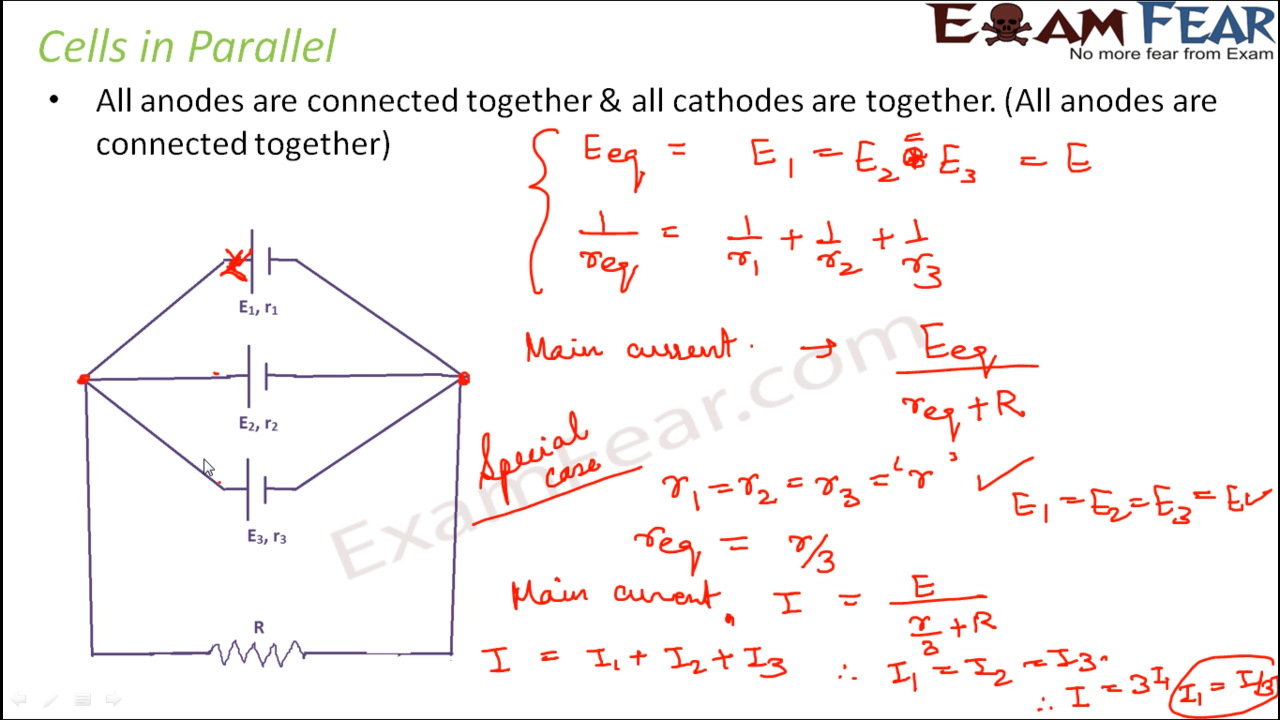 Cells in Parallel
EXAM FEAR
No more fear from Exam
• All anodes are connected together & all cathodes are together. (All anodes are
connected together)
Eeq = E₁ = E₂ = E₃ = E
1/req = 1/r₁ + 1/r₂ + 1/r₃
E₁, r₁
Main current. → Eeq/(req + R)
E₂, r₂
Special
case
r₁ = r₂ = r₃ = 'r' ✓
E₁ = E₂ = E₃ = E ✓
E₃, r₃
req = r/3
Main current. I = E/(r/3 + R)
R
I = I₁ + I₂ + I₃ ∴ I₁ = I₂ = I₃.
∴ I = 3I₁ I₁ = I/3
ExamFear.com